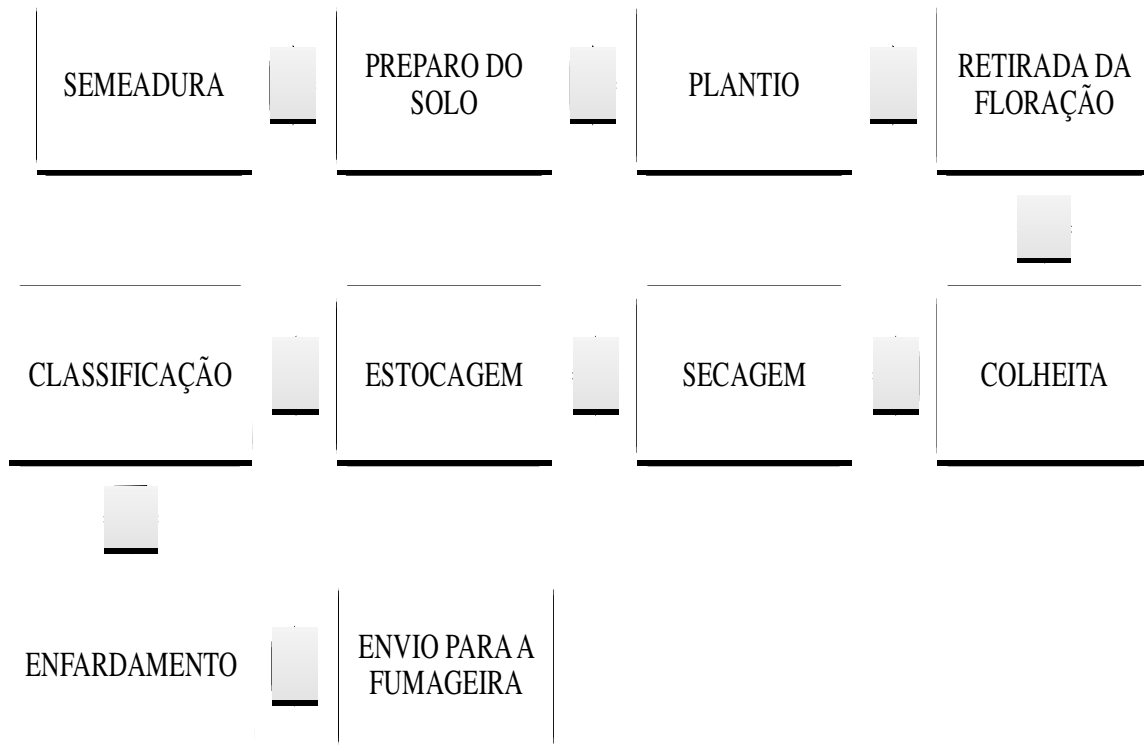 SEMEADURA
PREPARO DO
SOLO
PLANTIO
RETIRADA DA
FLORAÇÃO
CLASSIFICAÇÃO
ESTOCAGEM
SECAGEM
COLHEITA
ENFARDAMENTO
ENVIO PARA A
FUMAGEIRA